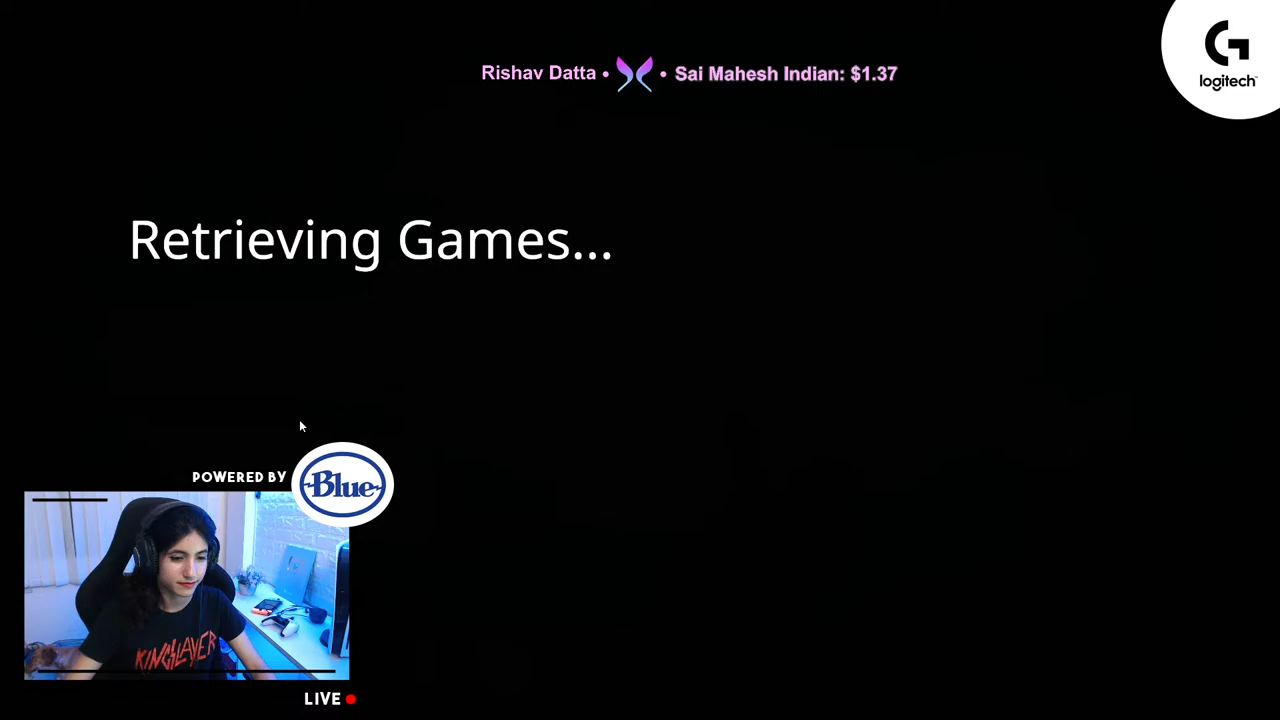 Rishav Datta • • Sai Mahesh Indian: $1.37
logitech
Retrieving Games...
POWERED BY
Blue
KINGSLAYER
LIVE